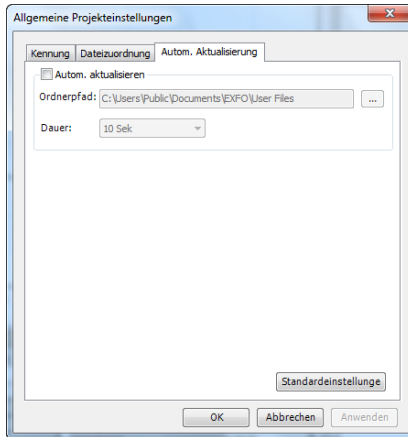 Allgemeine Projekteinstellungen
Kennung Dateizuordnung Autom. Aktualisierung
Autom. aktualisieren
Ordnerpfad: C:\Users\Public\Documents\EXFO\User Files ...
Dauer: 10 Sek
Standardeinstellunge
OK Abbrechen Anwenden